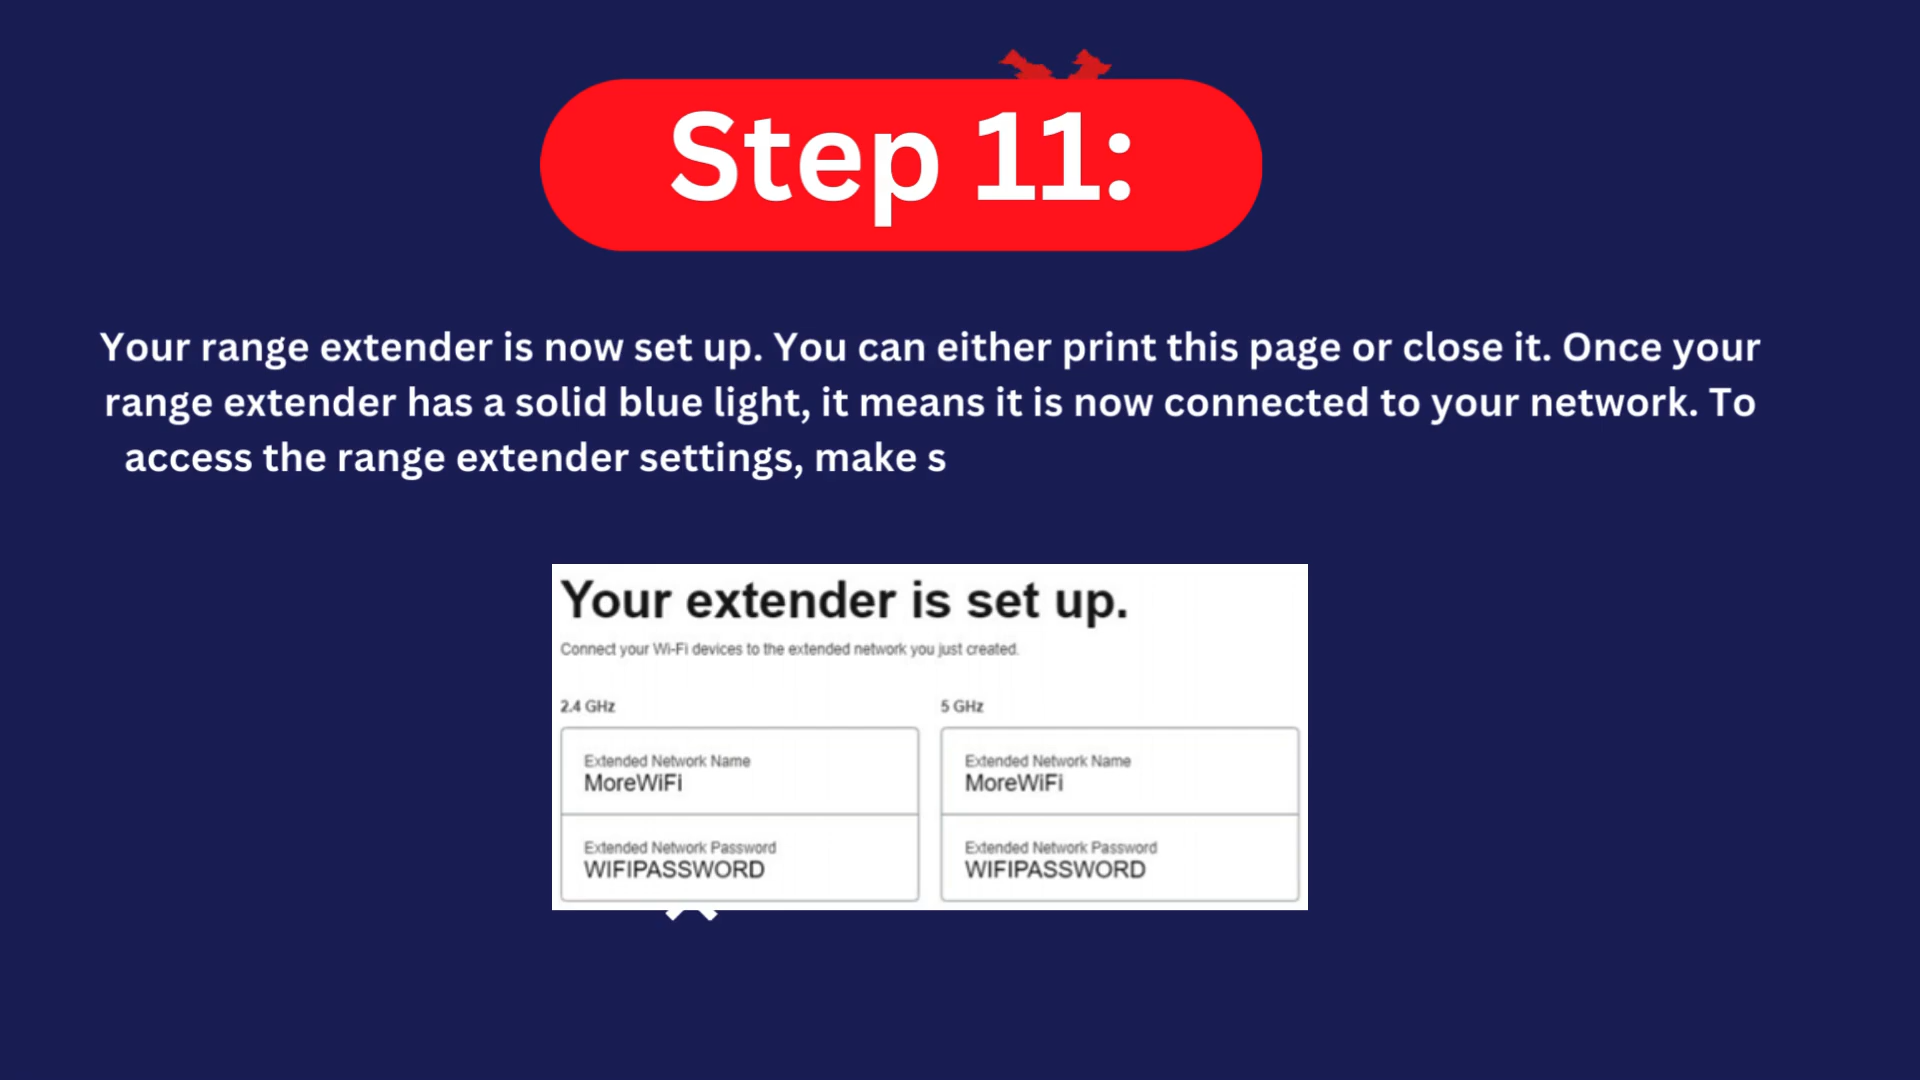 Step 11:
Your range extender is now set up. You can either print this page or close it. Once your
range extender has a solid blue light, it means it is now connected to your network. To
access the range extender settings, make s
Your extender is set up.
Connect your Wi-Fi devices to the extended network you just created.
2.4 GHz
5 GHz
Extended Network Name
MoreWiFi
Extended Network Name
MoreWiFi
Extended Network Password
WIFIPASSWORD
Extended Network Password
WIFIPASSWORD